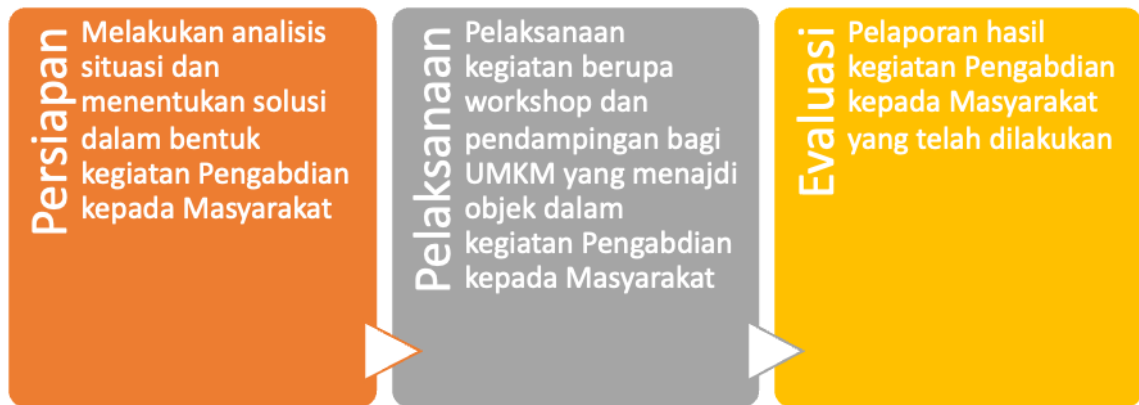 Persiapan
Melakukan analisis
situasi dan
menentukan solusi
dalam bentuk
kegiatan Pengabdian
kepada Masyarakat
Pelaksanaan
Pelaksanaan
kegiatan berupa
workshop dan
pendampingan bagi
UMKM yang menajdi
objek dalam
kegiatan Pengabdian
kepada Masyarakat
Evaluasi
Pelaporan hasil
kegiatan Pengabdian
kepada Masyarakat
yang telah dilakukan